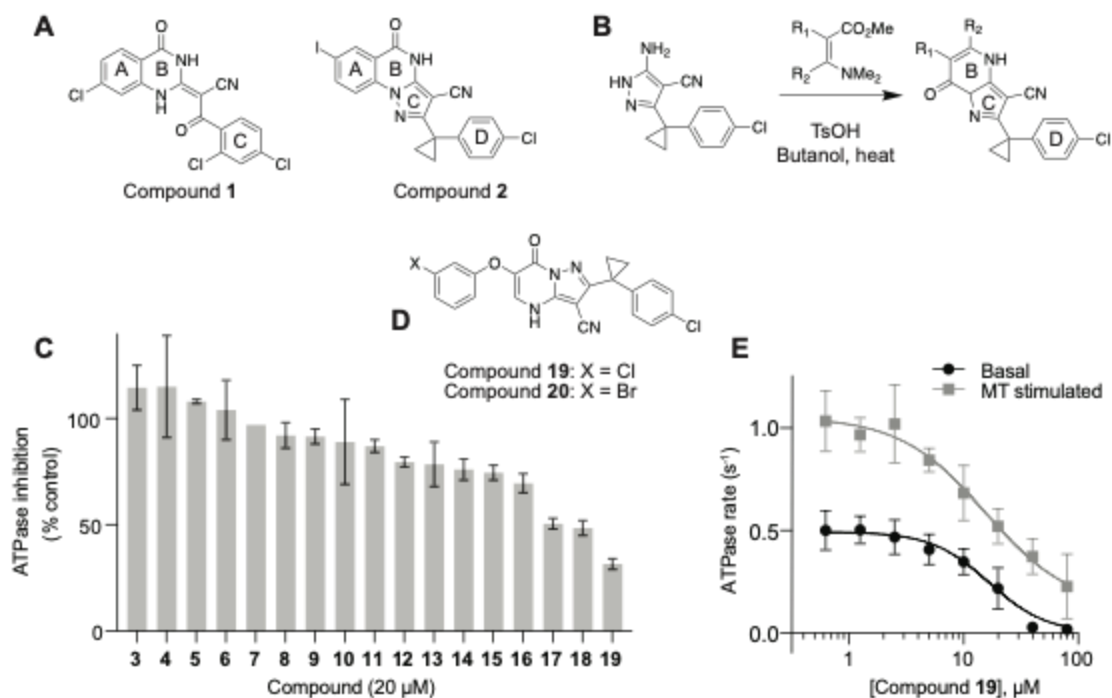 A
O
A
B
NH
CN
N
H
Cl
O
C
Cl
Cl
Compound 1
O
I
A
B
NH
N
N
C
CN
D
Cl
Compound 2
B
NH2
HN
N
CN
Cl
R1
CO2Me
R2
NMe2
TsOH
Butanol, heat
R2
R1
B
NH
O
N
C
CN
D
Cl
D
X
O
O
N
N
N
H
CN
Cl
Compound 19: X = Cl
Compound 20: X = Br
C
ATPase inhibition
(% control)
100
50
0
3 4 5 6 7 8 9 10 11 12 13 14 15 16 17 18 19
Compound (20 μM)
E
Basal
MT stimulated
ATPase rate (s-1)
1.0
0.5
0.0
1 10 100
[Compound 19], μM